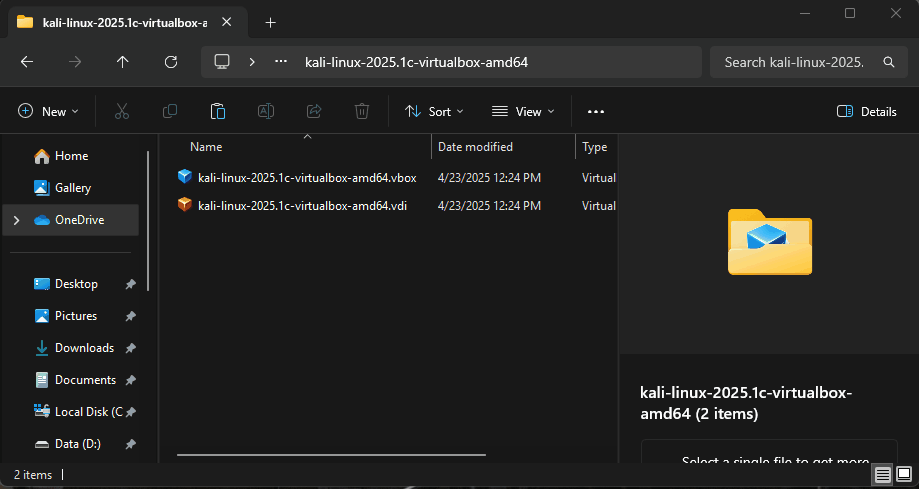 kali-linux-2025.1c-virtualbox-a
kali-linux-2025.1c-virtualbox-amd64
Search kali-linux-2025.
New
Sort
View
Details
Name Date modified Type
kali-linux-2025.1c-virtualbox-amd64.vbox 4/23/2025 12:24 PM Virtual
kali-linux-2025.1c-virtualbox-amd64.vdi 4/23/2025 12:24 PM Virtual
Home
Gallery
OneDrive
Desktop
Pictures
Downloads
Documents
Local Disk (C
Data (D:)
kali-linux-2025.1c-virtualbox-
amd64 (2 items)
Select a single file to get more
2 items